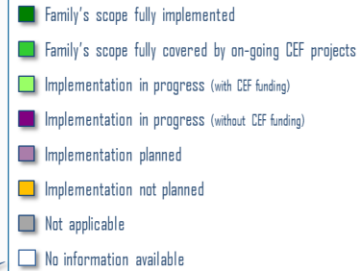 Family's scope fully implemented
Family's scope fully covered by on-going CEF projects
Implementation in progress (with CEF funding)
Implementation in progress (without CEF funding)
Implementation planned
Implementation not planned
Not applicable
No information available